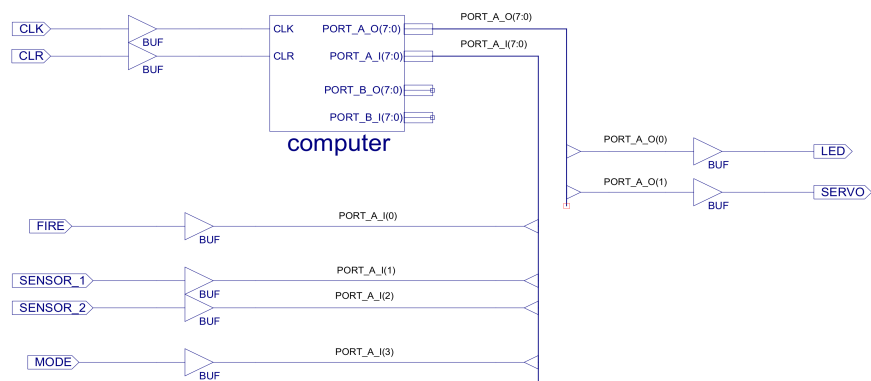 PORT_A_O(7:0)
CLK
BUF
CLK
PORT_A_O(7:0)
PORT_A_I(7:0)
CLR
BUF
CLR
PORT_A_I(7:0)
PORT_B_O(7:0)
PORT_B_I(7:0)
computer
PORT_A_O(0)
BUF
LED
PORT_A_O(1)
BUF
SERVO
FIRE
BUF
PORT_A_I(0)
SENSOR_1
BUF
PORT_A_I(1)
SENSOR_2
BUF
PORT_A_I(2)
MODE
BUF
PORT_A_I(3)